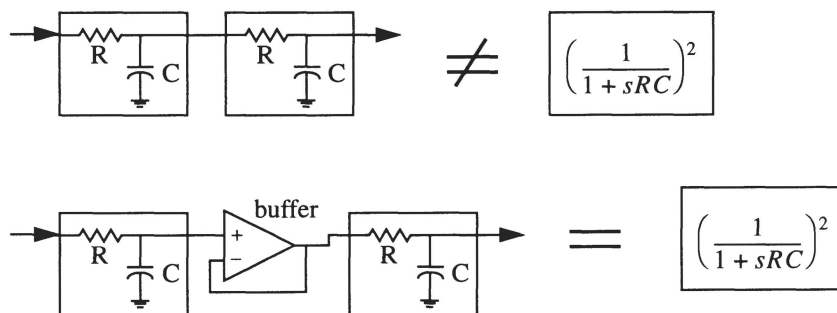 R C R C ≠ (1/(1 + sRC))²
buffer
R C + − R C = (1/(1 + sRC))²